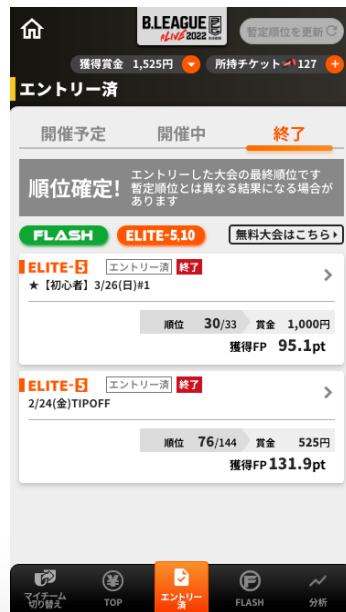 B.LEAGUE
#LIVE2022
暫定順位を更新
獲得賞金 1,525円
所持チケット 127
エントリー済
開催予定 開催中 終了
順位確定!
エントリーした大会の最終順位です
暫定順位とは異なる結果になる場合が
あります
FLASH ELITE-5,10 無料大会はこちら
ELITE-5 エントリー済 終了
★【初心者】3/26(日)#1
順位 30/33 賞金 1,000円
獲得FP 95.1pt
ELITE-5 エントリー済 終了
2/24(金)TIPOFF
順位 76/144 賞金 525円
獲得FP 131.9pt
マイチーム
切り替え
TOP
エントリー
済
FLASH
分析